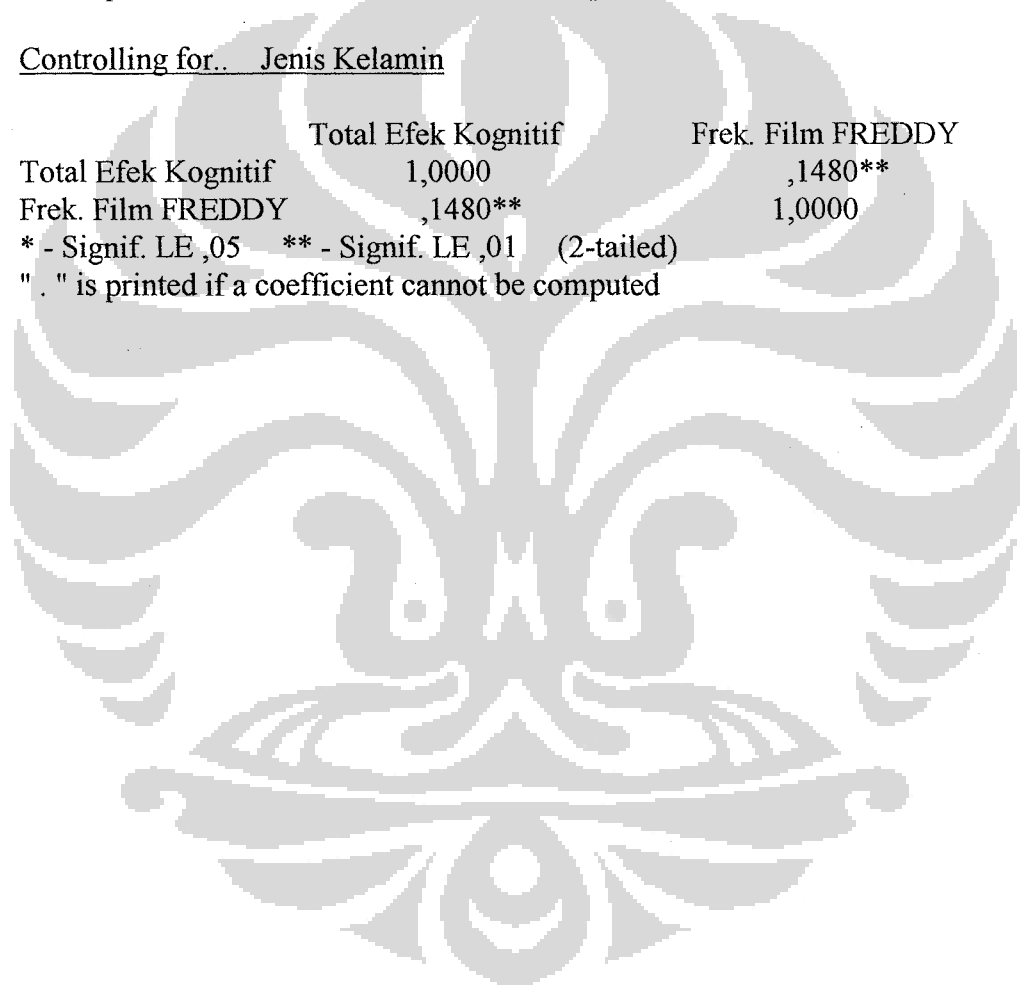 Controlling for.. Jenis Kelamin
Total Efek Kognitif Frek. Film FREDDY
Total Efek Kognitif 1,0000 ,1480**
Frek. Film FREDDY ,1480** 1,0000
* - Signif. LE ,05 ** - Signif. LE ,01 (2-tailed)
" . " is printed if a coefficient cannot be computed